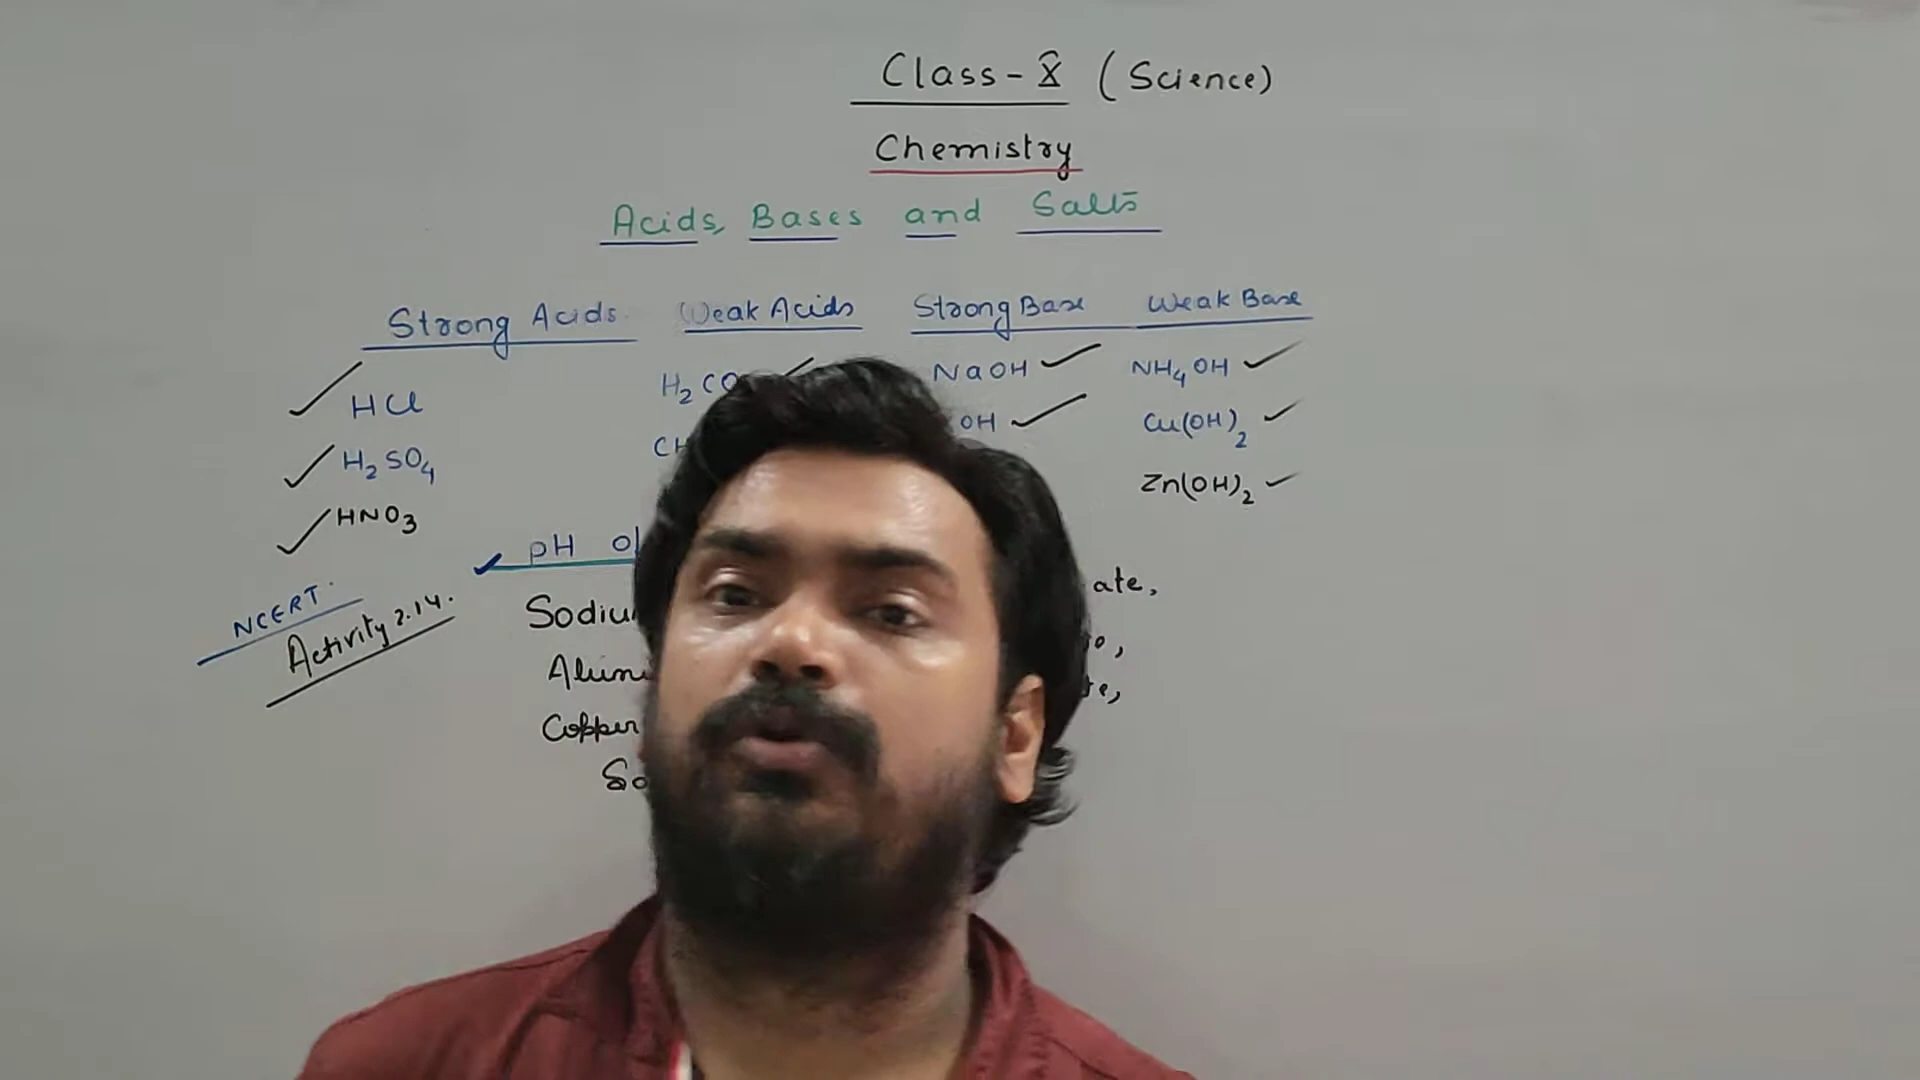 Class-X (Science)
Chemistry
Acids, Bases and Salts
Strong Acids Weak Acids Strong Base Weak Base
HCl H2CO NaOH NH4OH
H2SO4 CH OH Cu(OH)2
HNO3 Zn(OH)2
pH
NCERT.
Activity 2.14.
Sodiu ate,
Alumi
Copper
So